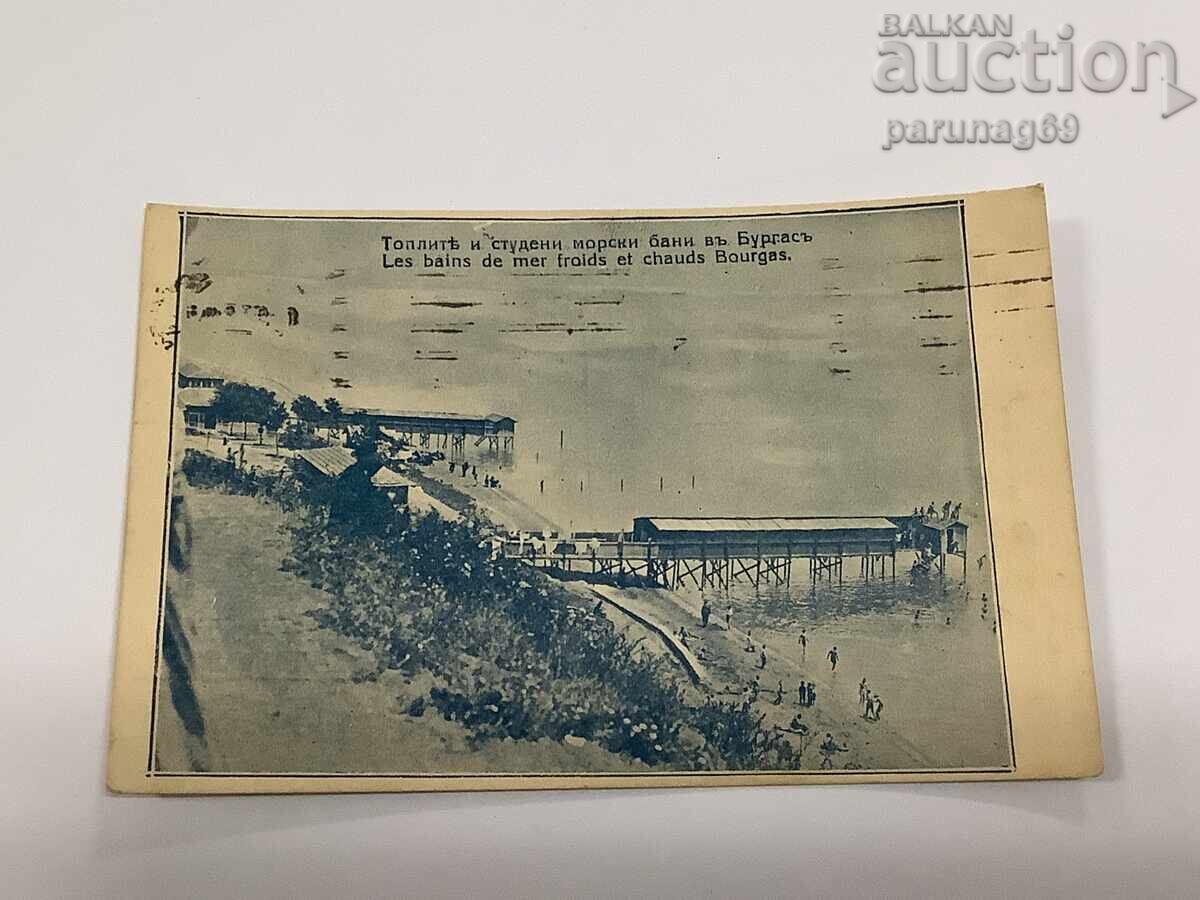 BALKAN
auction
parunag69
Топлитѣ и студени морски бани въ Бургасъ
Les bains de mer froids et chauds Bourgas.